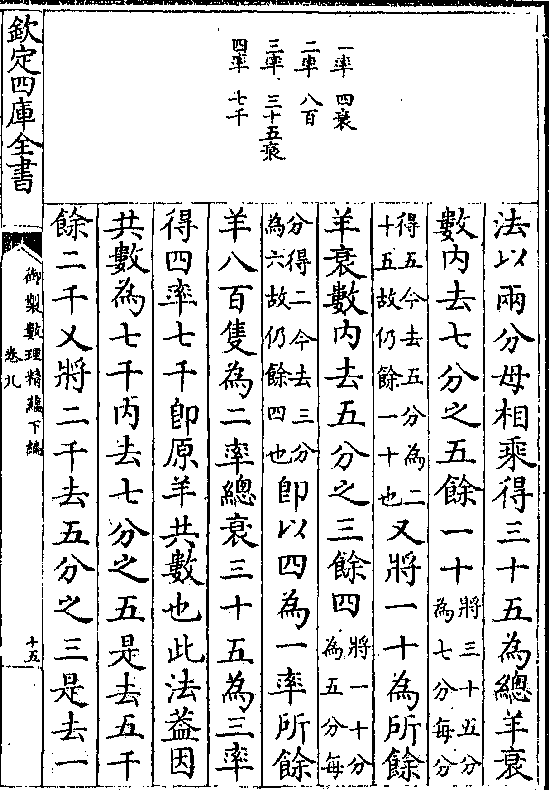 一率 四衰
二率 八百
三率 三十五衰
四率 七千
法以兩分母相乘得三十五為總羊衰
數內去七分之五餘一十將三十五分
為七分每分
得五今去五分為二
十五故仍餘一十也又將一十為所餘
羊衰數內去五分之三餘四將一十分
為五分每
分得二今去三分
為六故仍餘四也即以四為一率所餘
羊八百隻為二率總衰三十五為三率
得四率七千即原羊共數也此法葢因
共數為七千內去七分之五是去五千
餘二千又將二千去五分之三是去一
欽定四庫全書
御製數理精蘊下編
卷九
十五